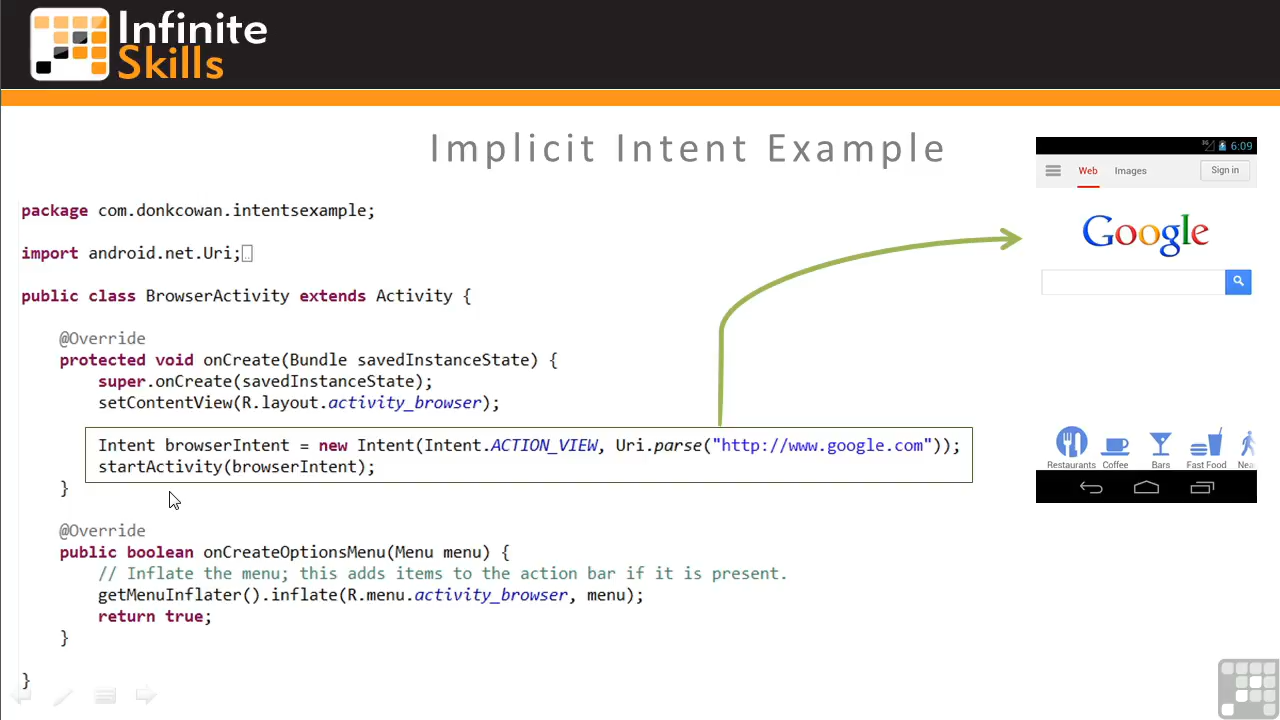 Infinite
Skills
Implicit Intent Example
package com.donkcowan.intentsexample;
import android.net.Uri;
public class BrowserActivity extends Activity {
@Override
protected void onCreate(Bundle savedInstanceState) {
super.onCreate(savedInstanceState);
setContentView(R.layout.activity_browser);
Intent browserIntent = new Intent(Intent.ACTION_VIEW, Uri.parse("http://www.google.com"));
startActivity(browserIntent);
}
@Override
public boolean onCreateOptionsMenu(Menu menu) {
// Inflate the menu; this adds items to the action bar if it is present.
getMenuInflater().inflate(R.menu.activity_browser, menu);
return true;
}
}
3G 6:09
Web Images Sign in
Google
Restaurants Coffee Bars Fast Food Nea